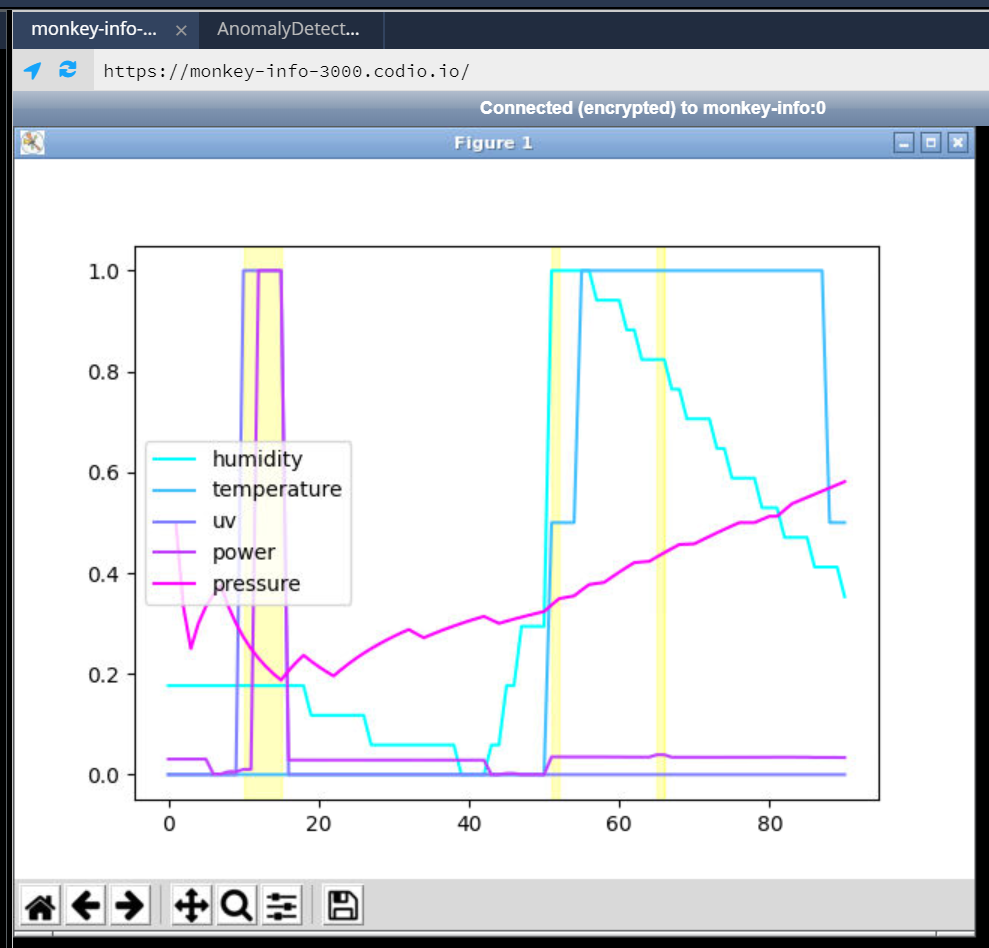 monkey-info-... × AnomalyDetect...
https://monkey-info-3000.codio.io/
Connected (encrypted) to monkey-info:0
Figure 1
1.0
0.8
0.6
0.4
0.2
0.0
humidity
temperature
uv
power
pressure
0 20 40 60 80